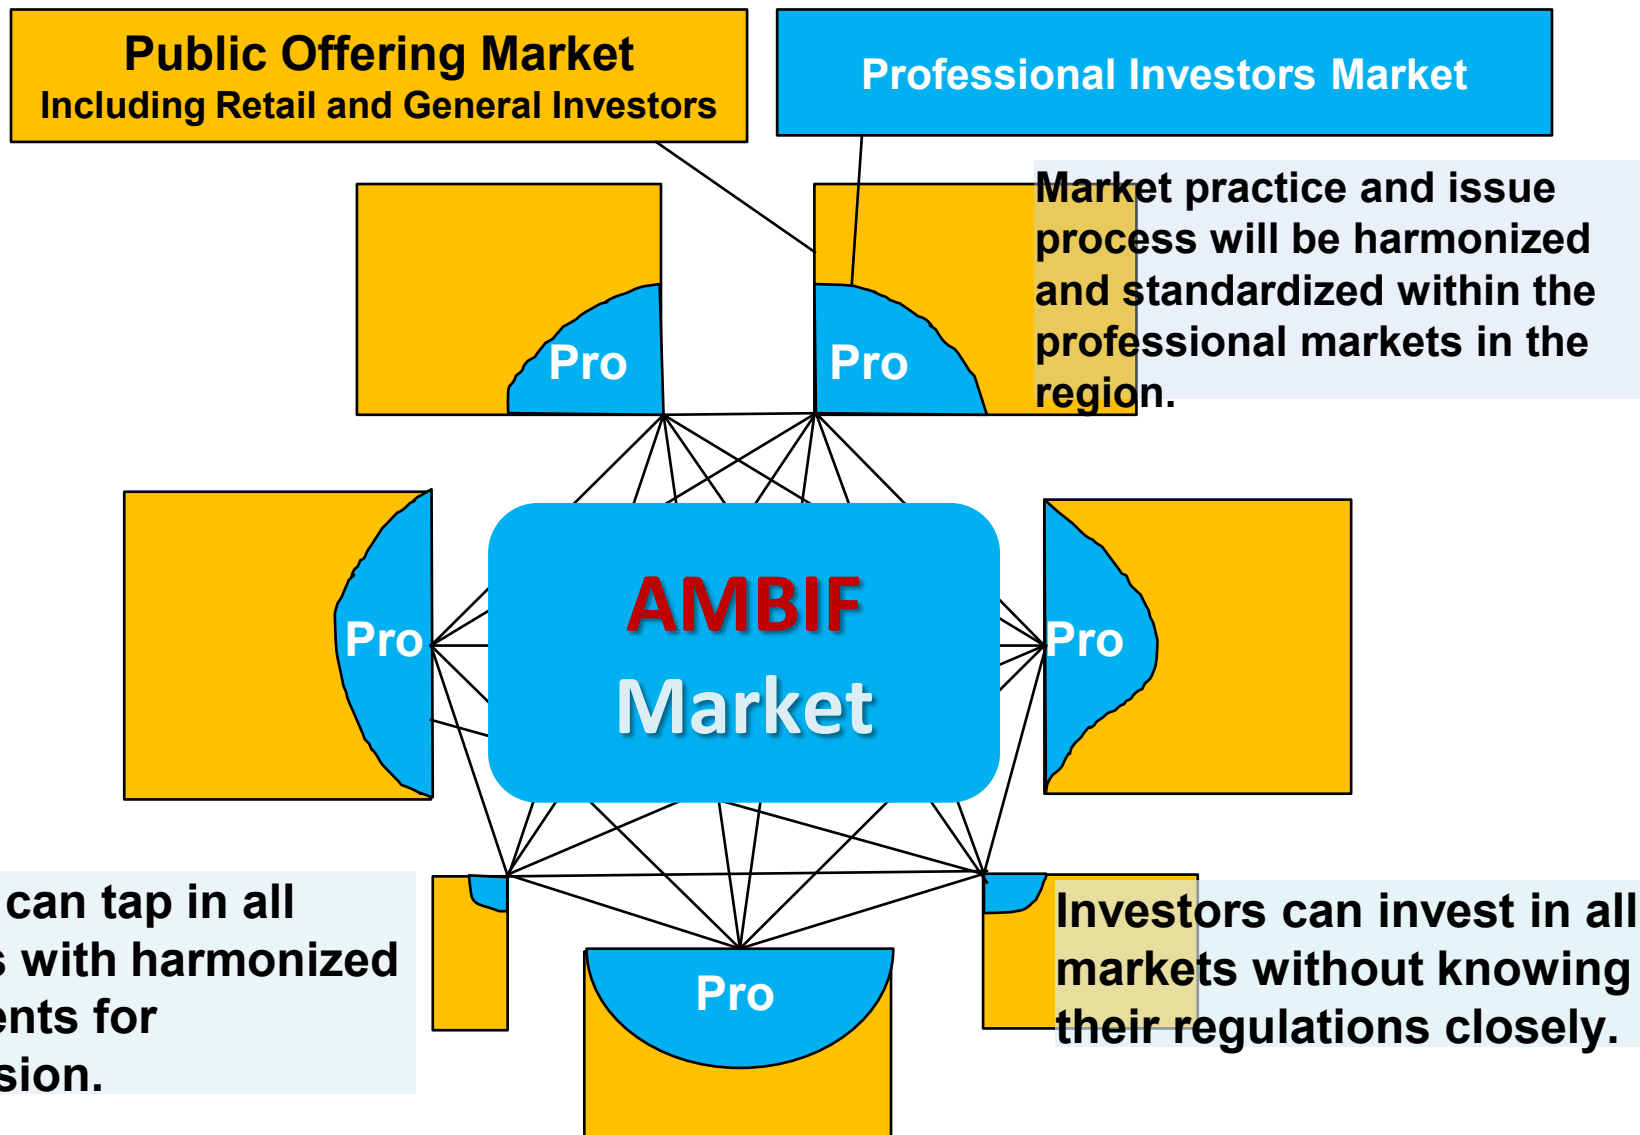 Public Offering Market
Including Retail and General Investors
Professional Investors Market
Market practice and issue
process will be harmonized
and standardized within the
professional markets in the
region.
Pro
Pro
Pro
AMBIF
Market
Pro
can tap in all
with harmonized
for
Pro
Investors can invest in all
markets without knowing
their regulations closely.